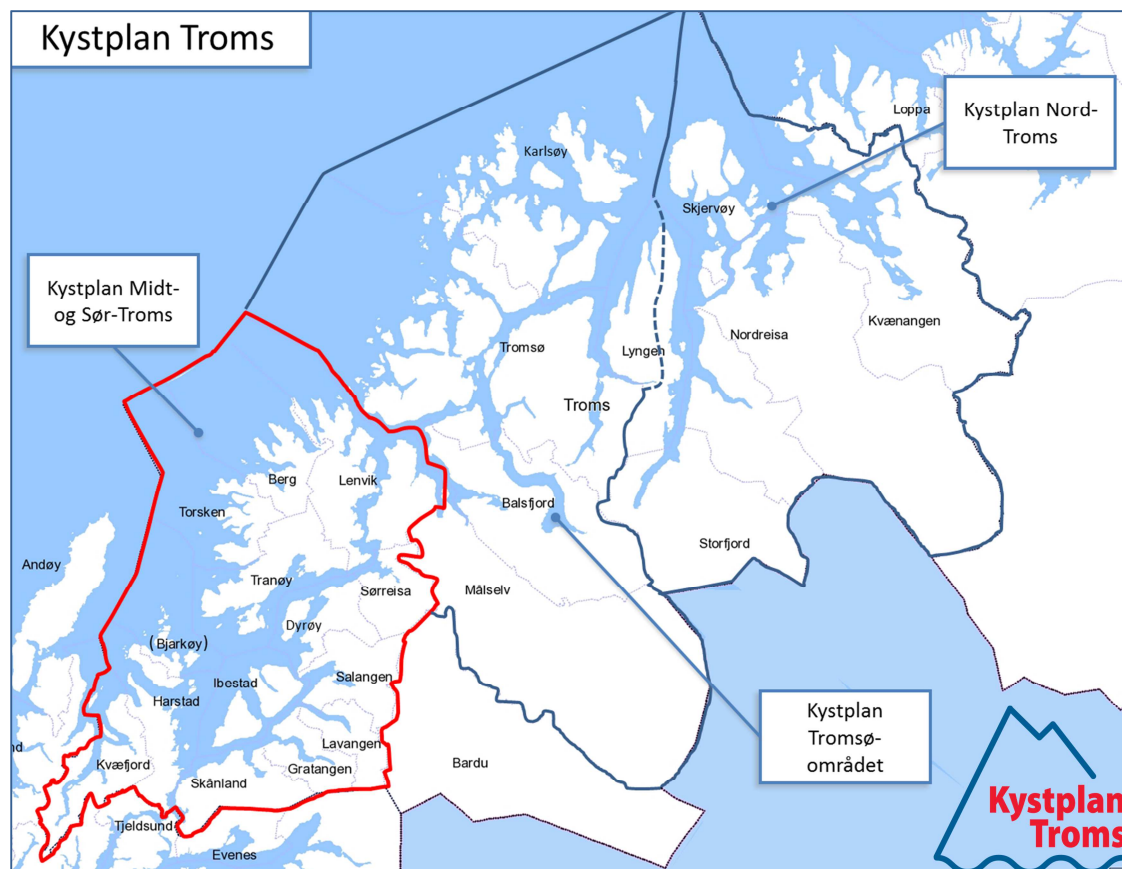 Kystplan Troms
Kystplan Nord-
Troms
Loppa
Karlsøy
Skjervøy
Kystplan Midt-
og Sør-Troms
Kvænangen
Nordreisa
Tromsø
Lyngen
Troms
Berg
Lenvik
Balsfjord
Torsken
Storfjord
Andøy
Tranøy
Sørreisa
Målselv
Dyrøy
(Bjarkøy)
Salangen
Ibestad
Harstad
Kystplan
Tromsø-
området
nd
Lavangen
Kvæfjord
Bardu
Gratangen
Skånland
Tjeldsund
Evenes
Kystplan
Troms